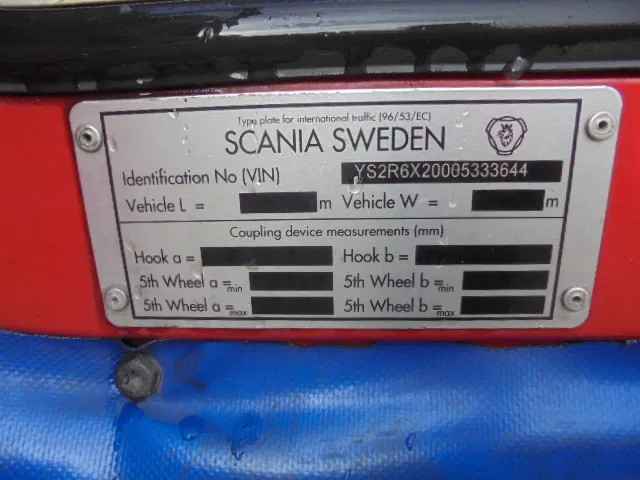 Type plate for international traffic (96/53/EC)
SCANIA SWEDEN
Identification No (VIN) YS2R6X20005333644
Vehicle L = m Vehicle W = m
Coupling device measurements (mm)
Hook a = Hook b =
5th Wheel a min = 5th Wheel b min =
5th Wheel a max = 5th Wheel b max =